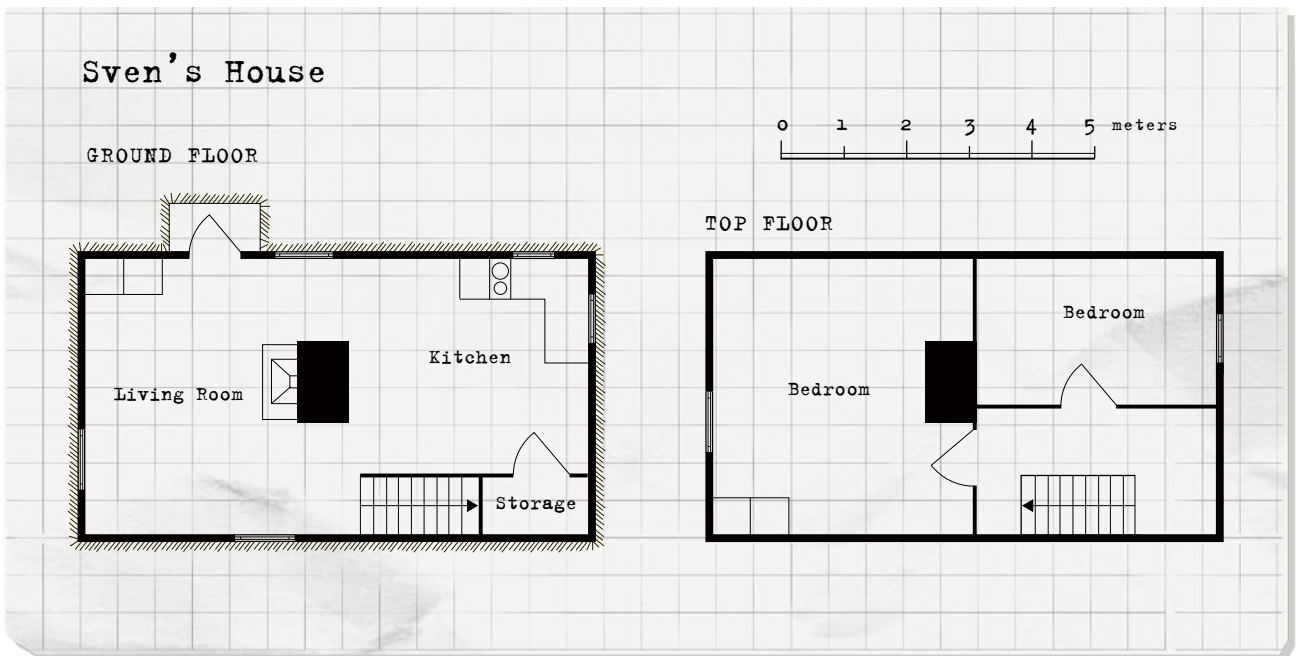 Sven's House
0 1 2 3 4 5 meters
GROUND FLOOR
TOP FLOOR
Bedroom
Kitchen
Living Room
Bedroom
Storage